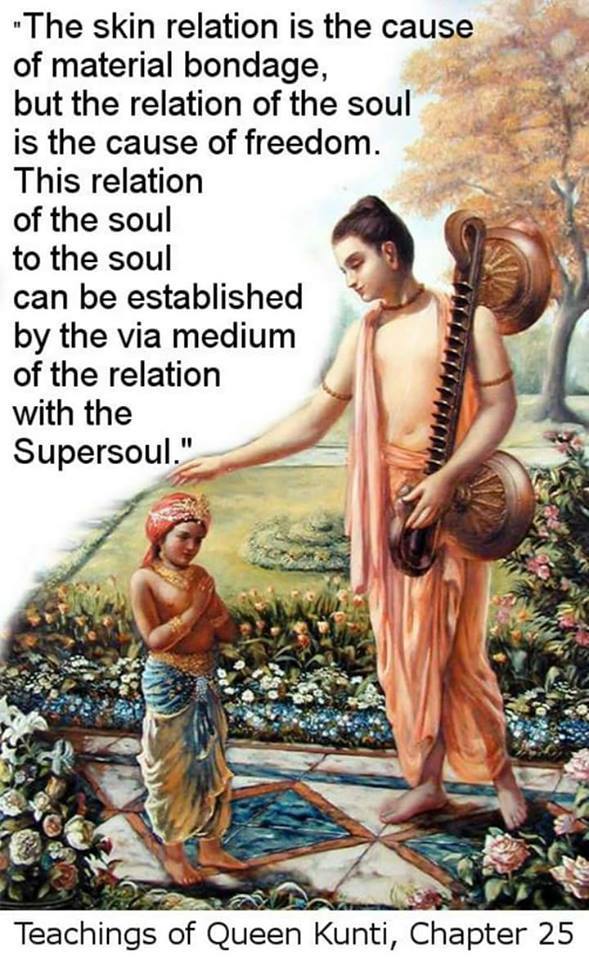 "The skin relation is the cause
of material bondage,
but the relation of the soul
is the cause of freedom.
This relation
of the soul
to the soul
can be established
by the via medium
of the relation
with the
Supersoul."
Teachings of Queen Kunti, Chapter 25